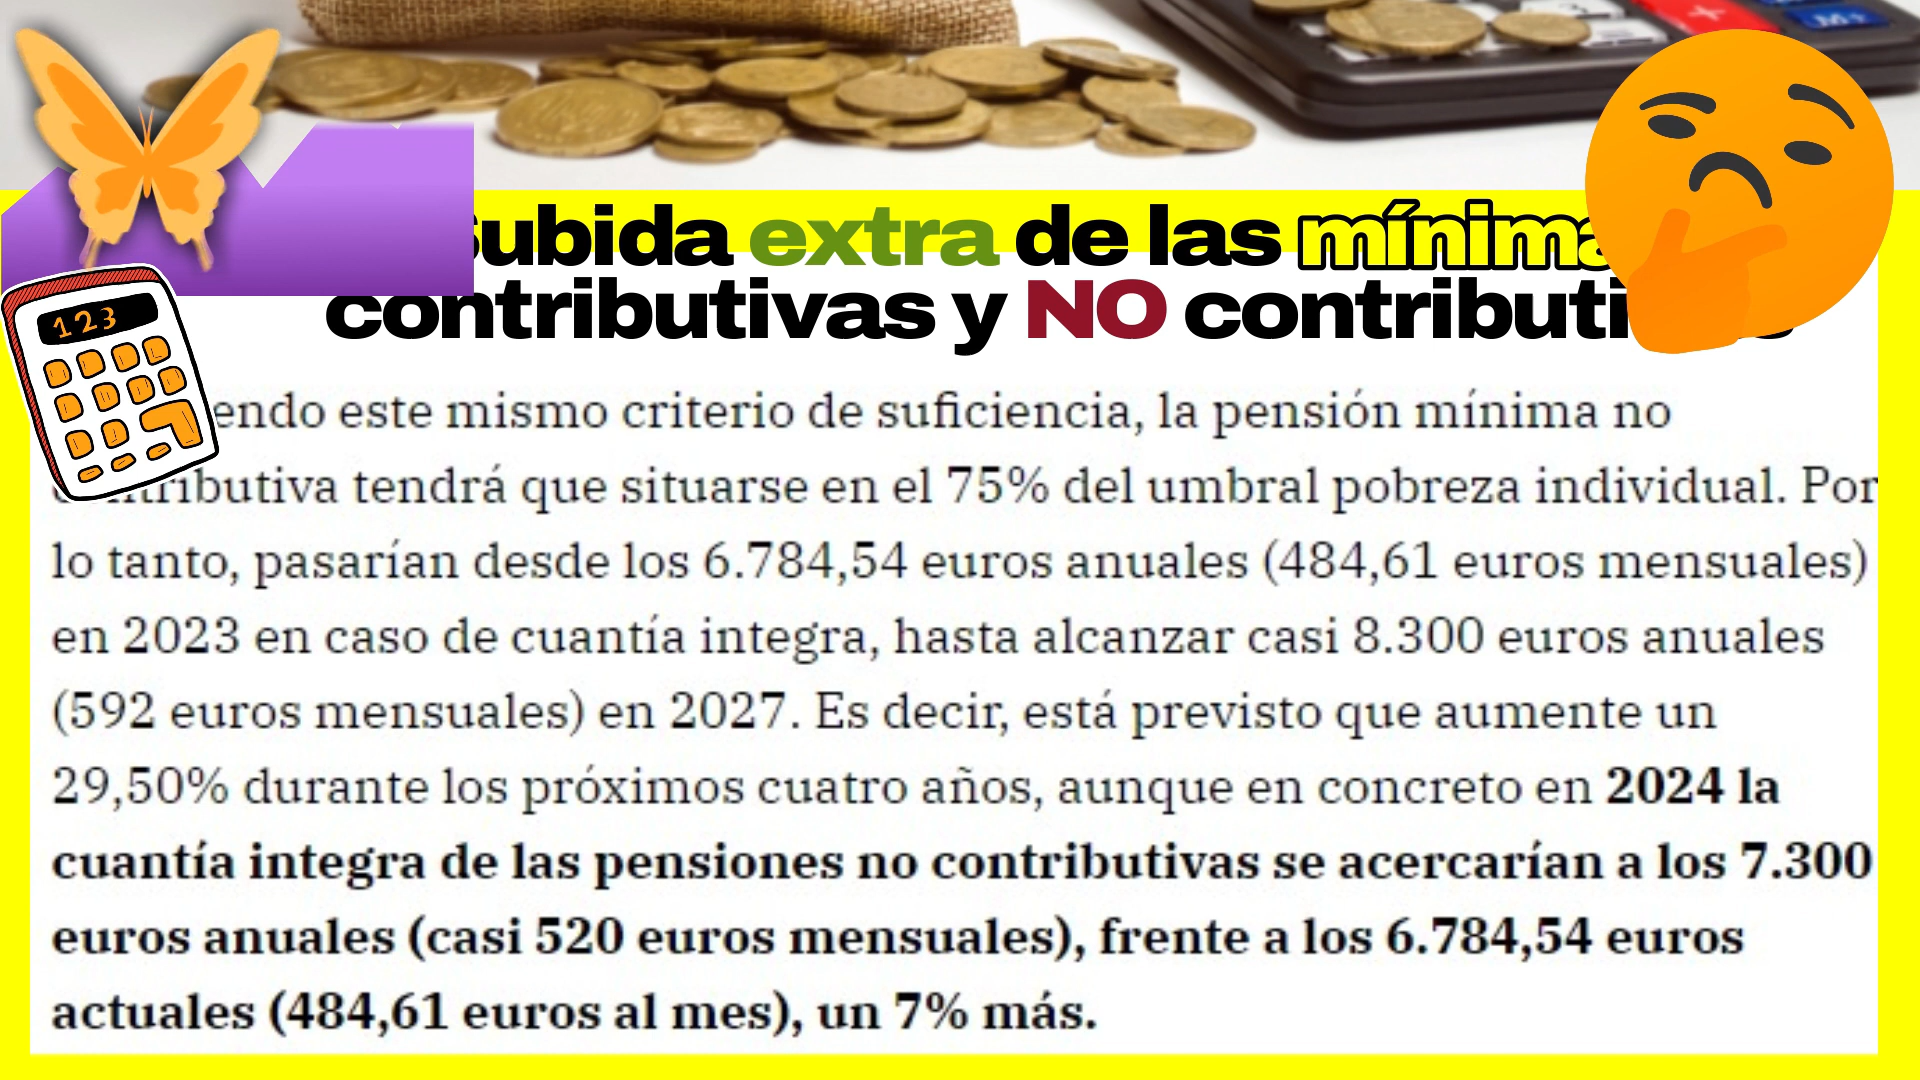 ubida extra de las mínima
contributivas y NO contributi
endo este mismo criterio de suficiencia, la pensión mínima no
tributiva tendrá que situarse en el 75% del umbral pobreza individual. Por
lo tanto, pasarían desde los 6.784,54 euros anuales (484,61 euros mensuales)
en 2023 en caso de cuantía integra, hasta alcanzar casi 8.300 euros anuales
(592 euros mensuales) en 2027. Es decir, está previsto que aumente un
29,50% durante los próximos cuatro años, aunque en concreto en 2024 la
cuantía integra de las pensiones no contributivas se acercarían a los 7.300
euros anuales (casi 520 euros mensuales), frente a los 6.784,54 euros
actuales (484,61 euros al mes), un 7% más.
123